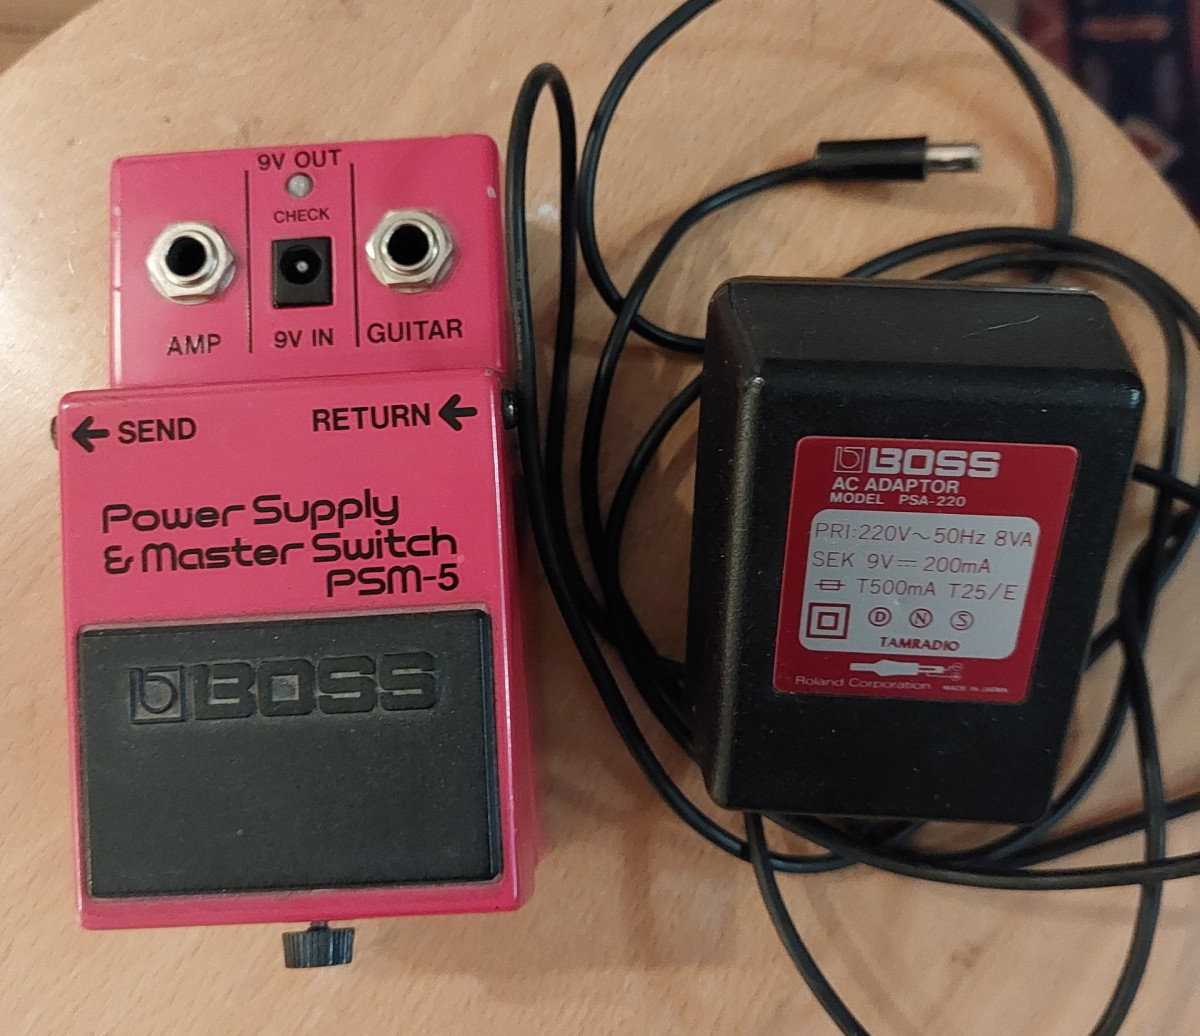 9V OUT
CHECK
AMP
9V IN
GUITAR
SEND
RETURN
Power Supply
& Master Switch
PSM-5
BOSS
BOSS
AC ADAPTOR
MODEL PSA-220
PRI:220V~50Hz 8VA
SEK 9V⎓200mA
T500mA T25/E
D N S
TAMRADIO
Roland Corporation MADE IN JAPAN